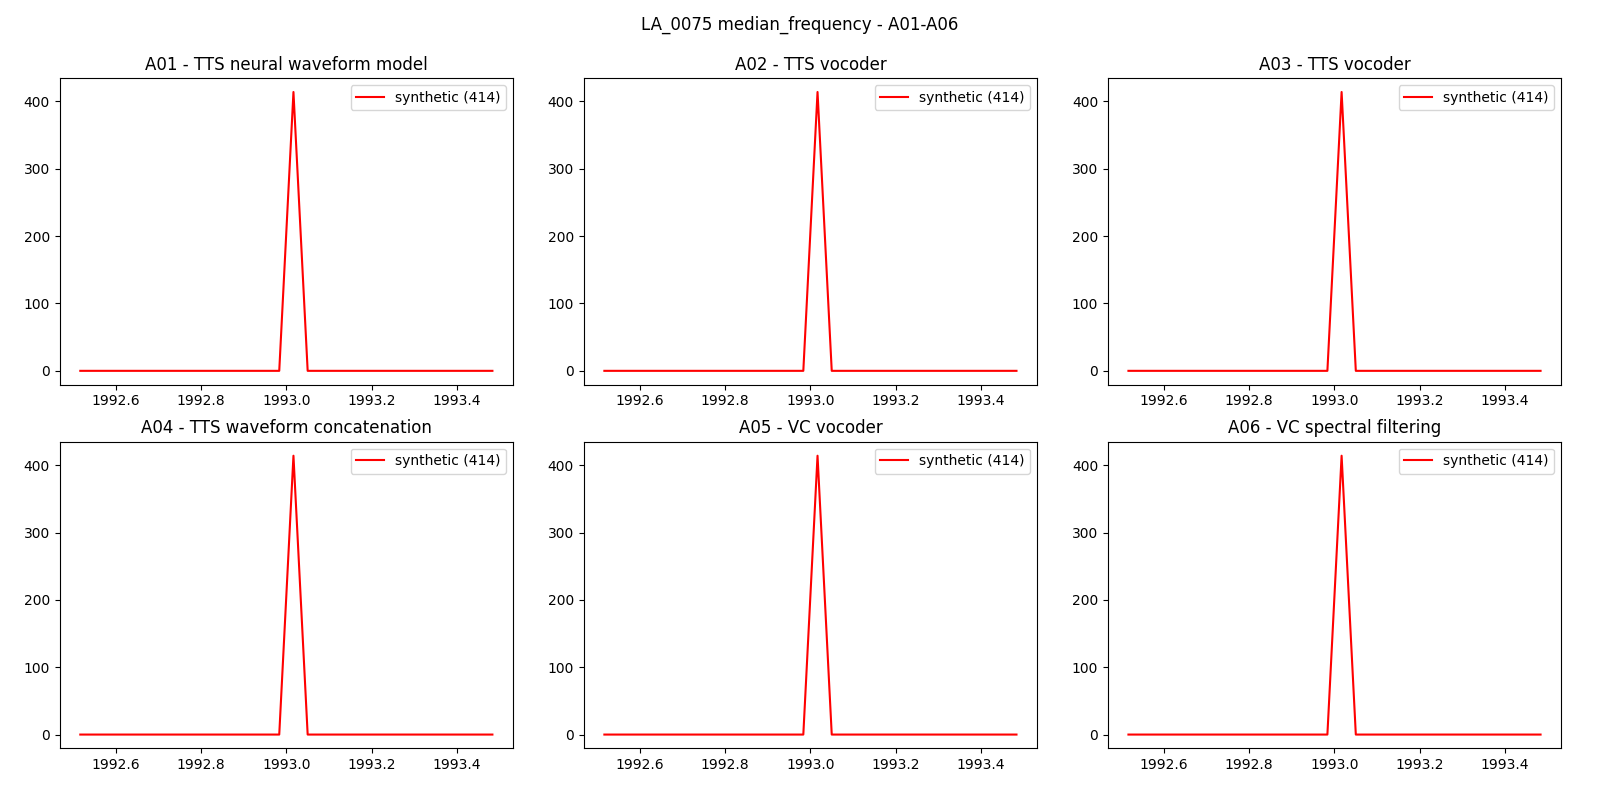 LA_0075 median_frequency - A01-A06
A01 - TTS neural waveform model
synthetic (414)
400
300
200
100
0
1992.6 1992.8 1993.0 1993.2 1993.4
A02 - TTS vocoder
synthetic (414)
400
300
200
100
0
1992.6 1992.8 1993.0 1993.2 1993.4
A03 - TTS vocoder
synthetic (414)
400
300
200
100
0
1992.6 1992.8 1993.0 1993.2 1993.4
A04 - TTS waveform concatenation
synthetic (414)
400
300
200
100
0
1992.6 1992.8 1993.0 1993.2 1993.4
A05 - VC vocoder
synthetic (414)
400
300
200
100
0
1992.6 1992.8 1993.0 1993.2 1993.4
A06 - VC spectral filtering
synthetic (414)
400
300
200
100
0
1992.6 1992.8 1993.0 1993.2 1993.4